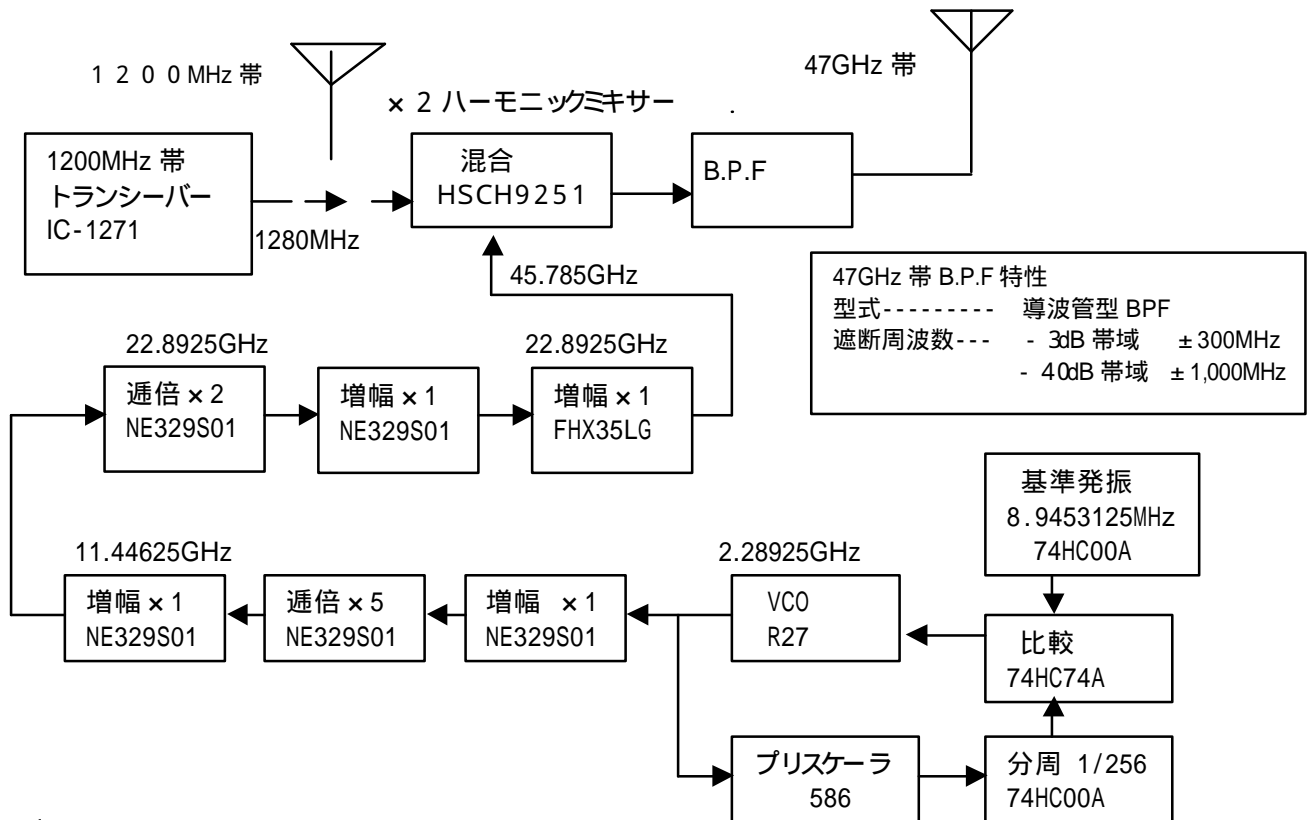 1200MHz 帯
47GHz 帯
× 2 ハーモニックミキサー .
1200MHz 帯
トランシーバー
IC-1271
1280MHz
混合
HSCH9251
B.P.F
45.785GHz
47GHz 帯 B.P.F 特性
型式--------- 導波管型 BPF
遮断周波数--- - 3dB 帯域 ±300MHz
- 40dB 帯域 ±1,000MHz
22.8925GHz
22.8925GHz
逓倍 × 2
NE329S01
増幅 × 1
NE329S01
増幅 × 1
FHX35LG
基準発振
8.9453125MHz
74HC00A
11.44625GHz
2.28925GHz
増幅 × 1
NE329S01
逓倍 × 5
NE329S01
増幅 × 1
NE329S01
VCO
R27
比較
74HC74A
プリスケーラ
586
分周 1/256
74HC00A